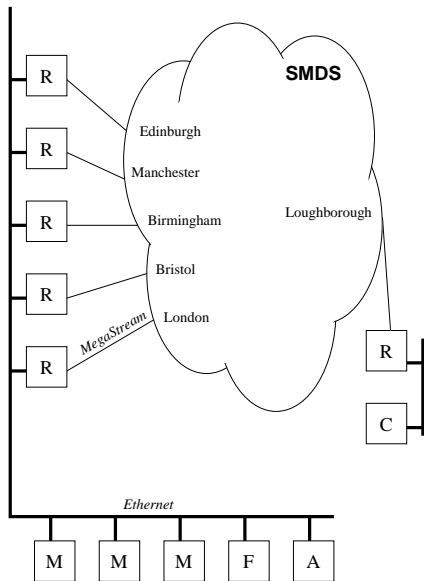 SMDS
R
Edinburgh
R
Manchester
R
Birmingham
Loughborough
R
Bristol
MegaStream
London
R
R
C
Ethernet
M M M F A